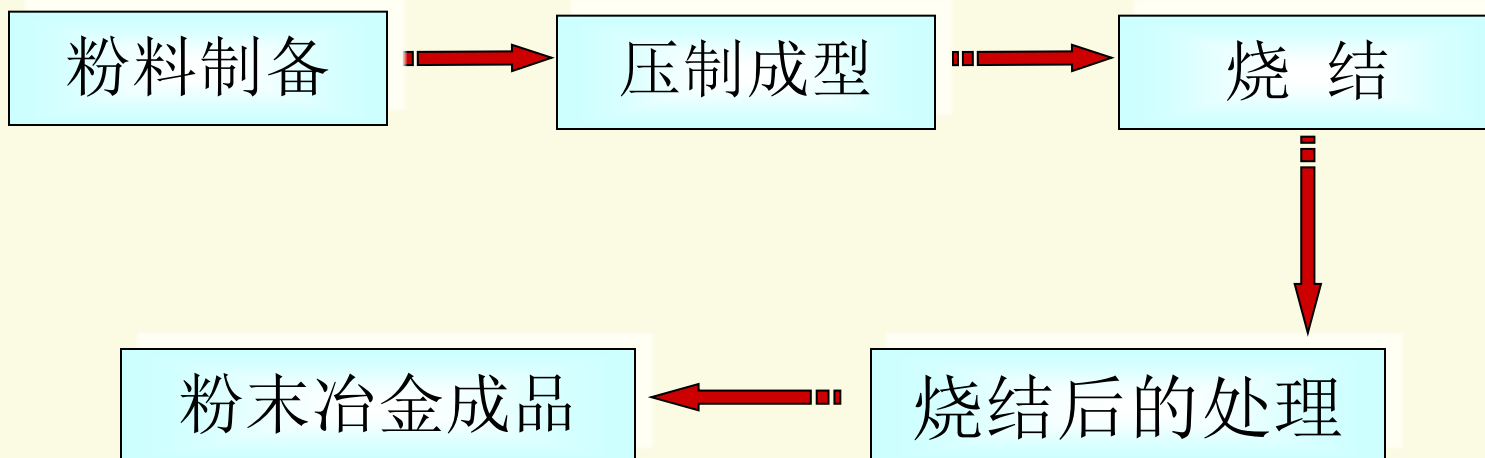 粉料制备
压制成型
烧 结
烧结后的处理
粉末冶金成品